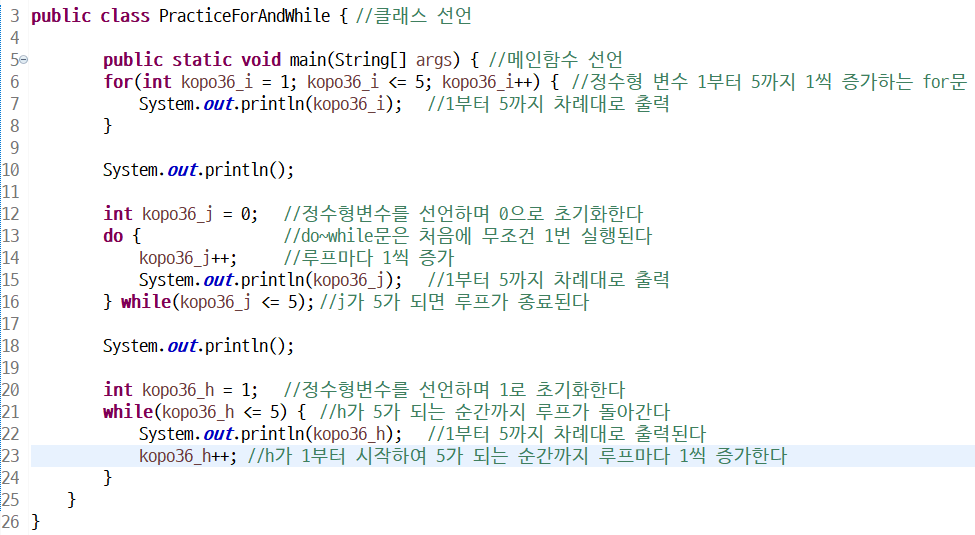 3 public class PracticeForAndWhile { //클래스 선언
4
5 public static void main(String[] args) { //메인함수 선언
6 for(int kopo36_i = 1; kopo36_i <= 5; kopo36_i++) { //정수형 변수 1부터 5까지 1씩 증가하는 for문
7 System.out.println(kopo36_i); //1부터 5까지 차례대로 출력
8 }
9
10 System.out.println();
11
12 int kopo36_j = 0; //정수형변수를 선언하며 0으로 초기화한다
13 do { //do~while문은 처음에 무조건 1번 실행된다
14 kopo36_j++; //루프마다 1씩 증가
15 System.out.println(kopo36_j); //1부터 5까지 차례대로 출력
16 } while(kopo36_j <= 5); //j가 5가 되면 루프가 종료된다
17
18 System.out.println();
19
20 int kopo36_h = 1; //정수형변수를 선언하며 1로 초기화한다
21 while(kopo36_h <= 5) { //h가 5가 되는 순간까지 루프가 돌아간다
22 System.out.println(kopo36_h); //1부터 5까지 차례대로 출력된다
23 kopo36_h++; //h가 1부터 시작하여 5가 되는 순간까지 루프마다 1씩 증가한다
24 }
25 }
26 }